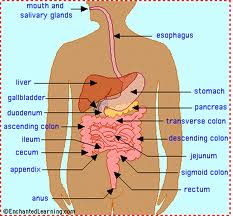 mouth and
salivary glands
esophagus
liver
stomach
gallbladder
pancreas
duodenum
transverse colon
ascending colon
descending colon
ileum
jejunum
cecum
sigmoid colon
appendix
rectum
anus
©EnchantedLearning.com